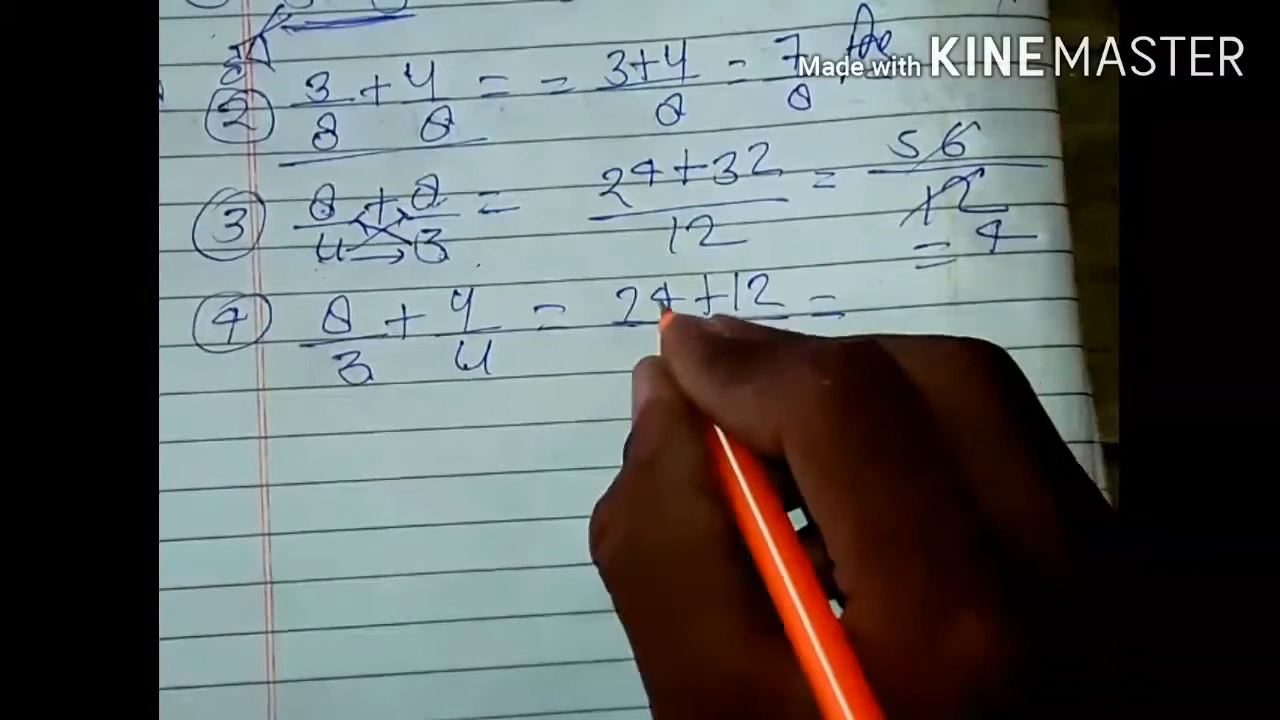 Made with KINEMASTER
② 3/8 + 4/8 = = 3+4/8 = 7/8
③ 8/4 + 8/3 = 24+32/12 = 56/12
= 4
④ 8/3 + 4/4 = 24+12 =